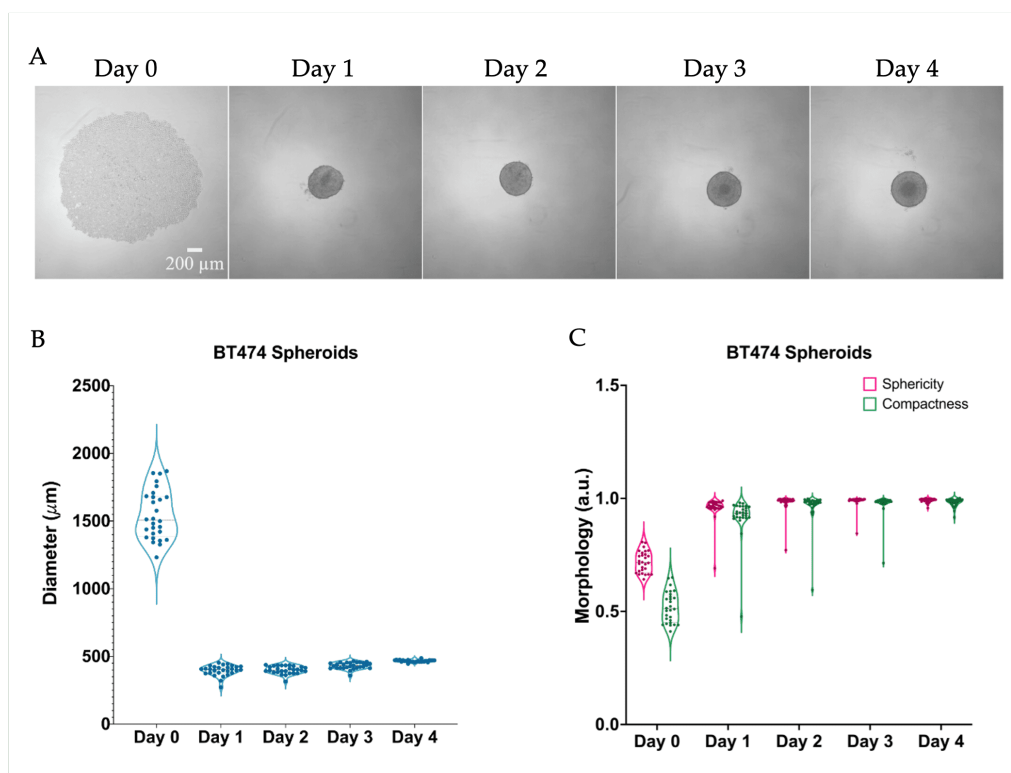 A
Day 0 Day 1 Day 2 Day 3 Day 4
200 µm
B
BT474 Spheroids
Diameter (µm)
2500
2000
1500
1000
500
0
Day 0 Day 1 Day 2 Day 3 Day 4
C
BT474 Spheroids
Sphericity
Compactness
Morphology (a.u.)
1.5
1.0
0.5
0.0
Day 0 Day 1 Day 2 Day 3 Day 4